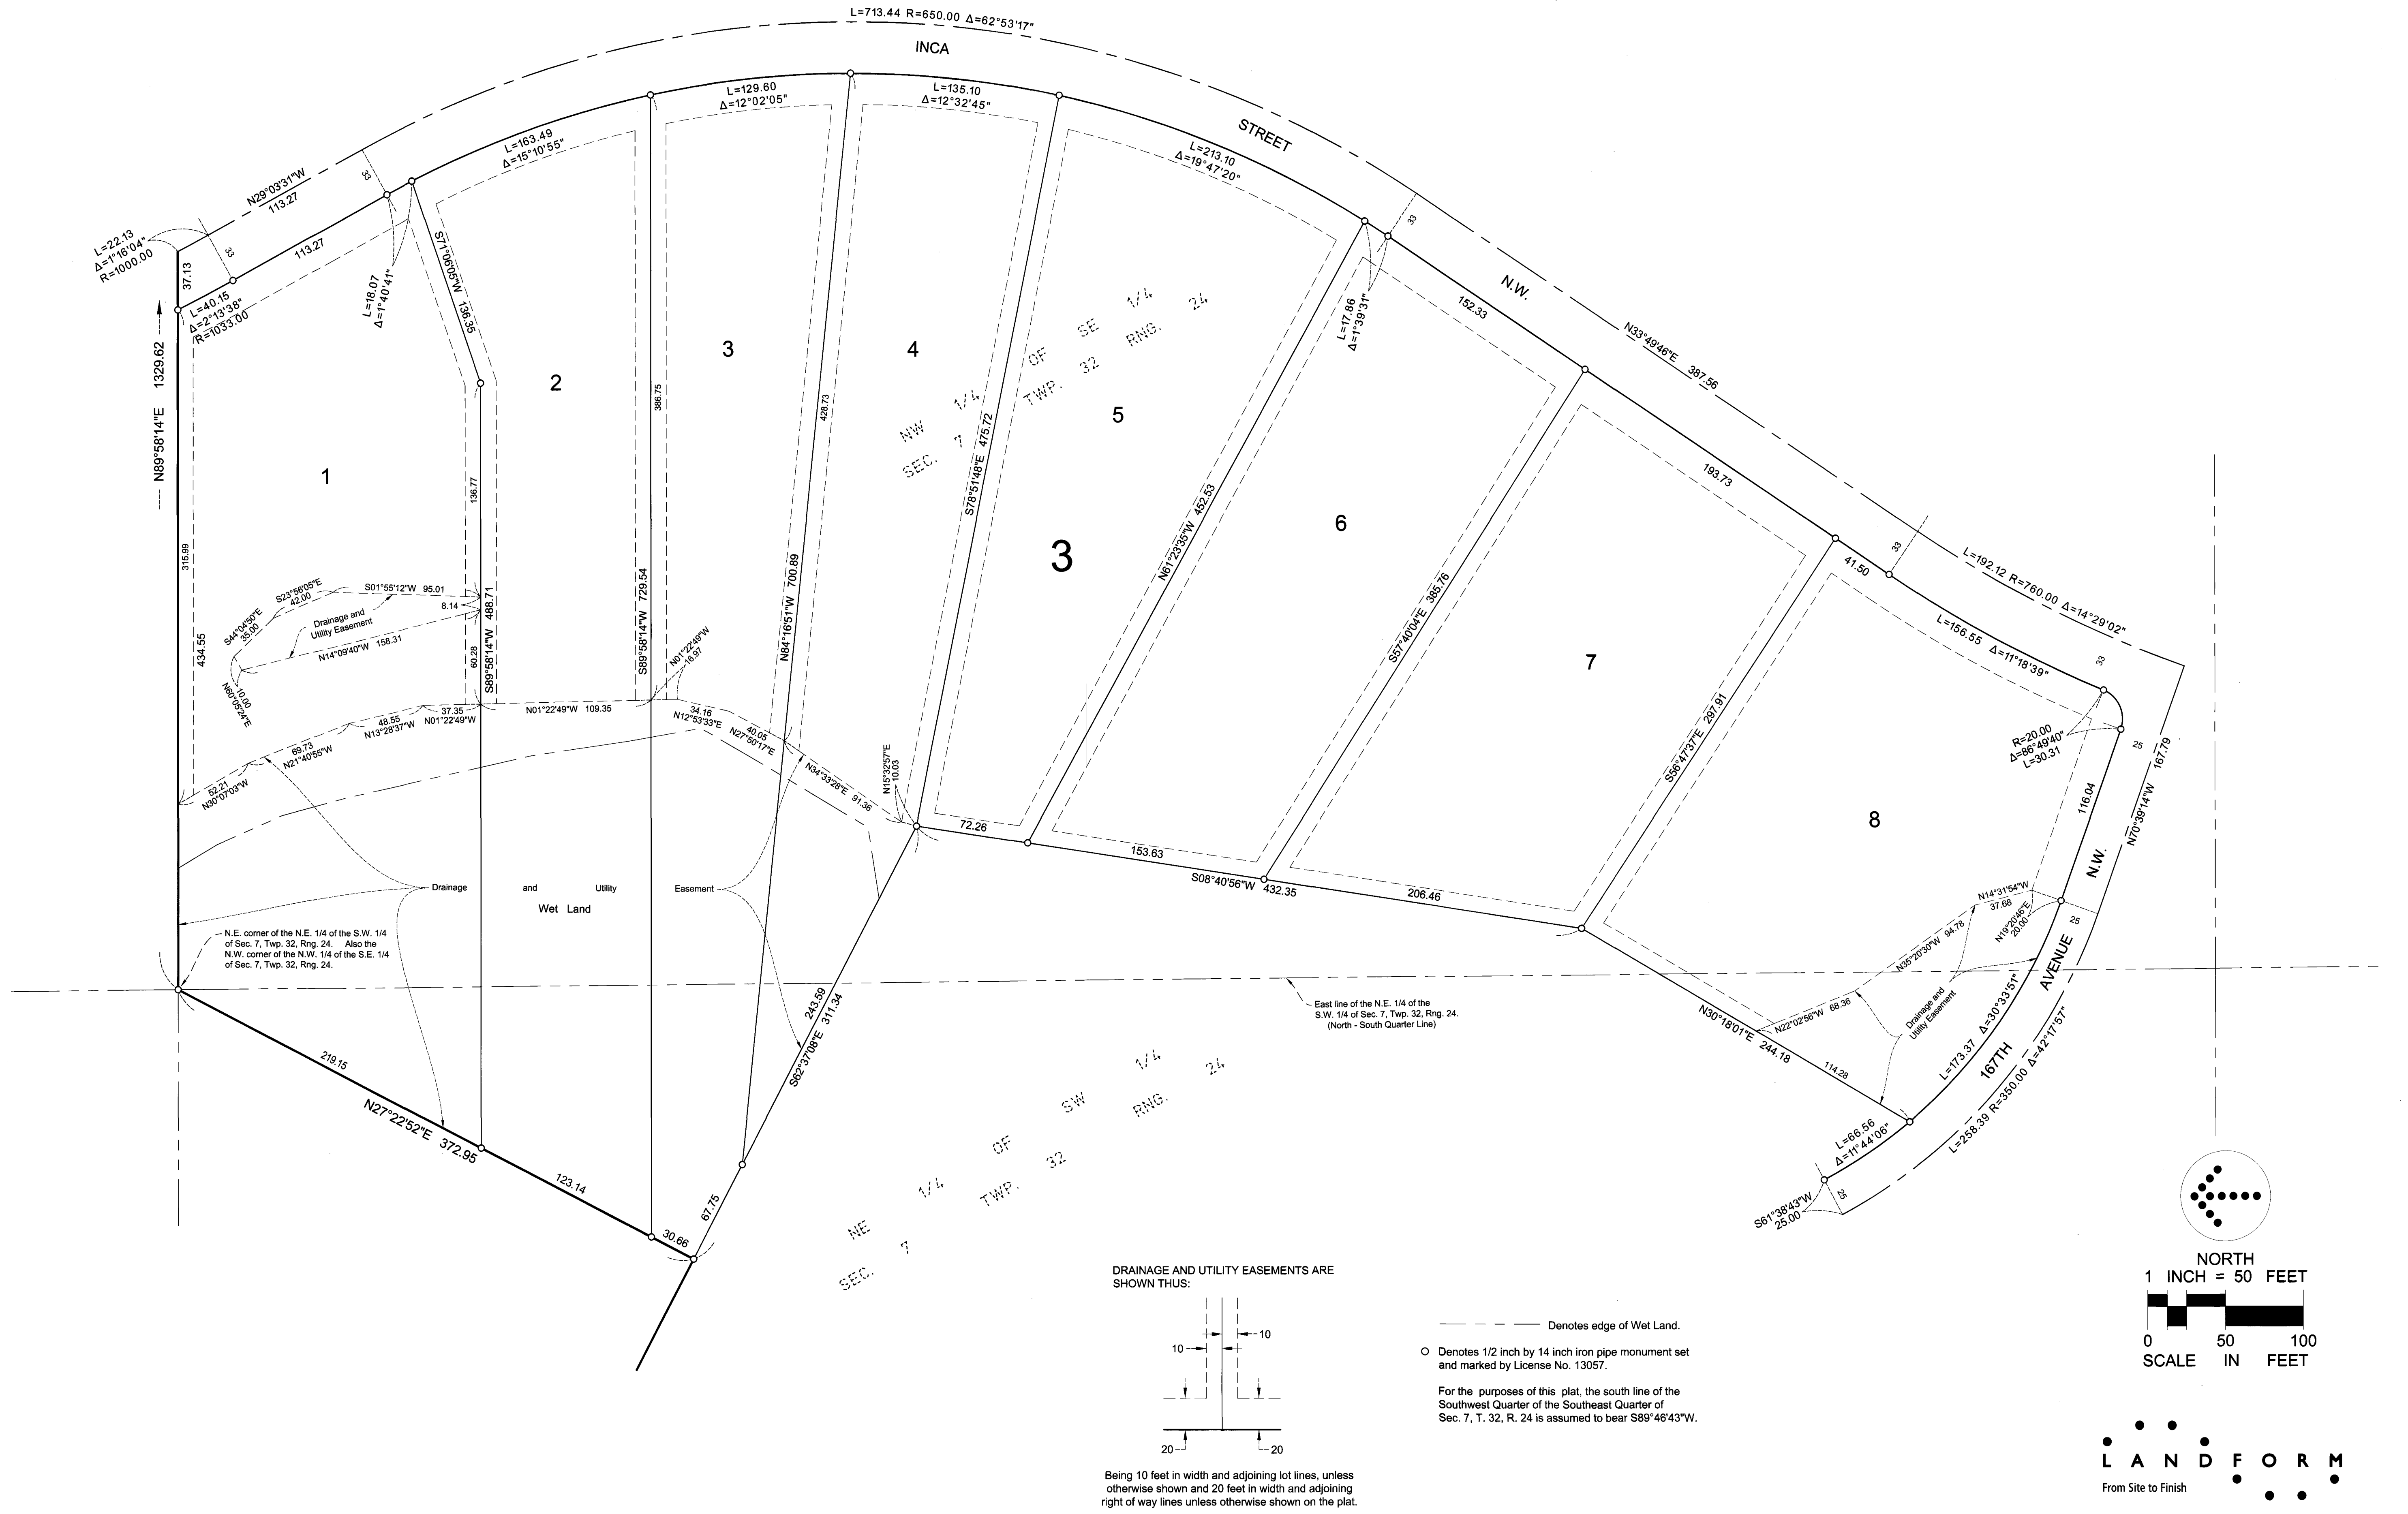 L=713.44 R=650.00 Δ=62°53'17"
INCA
STREET
N.W.
L=129.60
Δ=12°02'05"
L=135.10
Δ=12°32'45"
L=163.49
Δ=15°10'55"
L=213.10
Δ=19°47'20"
N29°03'31"W
113.27
33
L=22.13
Δ=1°16'04"
R=1000.00
33
113.27
37.13
L=40.15
Δ=2°13'38"
R=1033.00
L=18.07
Δ=1°40'41"
S71°06'05"W 136.35
N89°58'14"E 1329.62
33
L=17.86
Δ=1°39'31"
152.33
N33°49'46"E
387.56
1
2
3
4
5
6
7
8
3
386.75
428.73
NW 1/4 OF SE 1/4
SEC. 7 TWP. 32 RNG. 24
S78°51'48"E 475.72
N61°23'35"W 452.53
193.73
136.77
315.99
434.55
S01°55'12"W 95.01
S23°56'05"E
42.00
S44°04'50"E
35.00
8.14
Drainage and
Utility Easement
N14°09'40"W 158.31
N60°05'24"E
10.00
60.28
S89°58'14"W 488.71
S89°58'14"W 729.54
N01°22'49"W
16.97
N84°16'51"W 700.89
S57°40'04"E 385.76
S56°47'37"E 297.91
41.50
33
L=192.12 R=760.00 Δ=14°29'02"
L=156.55 Δ=11°18'39"
33
R=20.00
Δ=86°49'40"
L=30.31
25
167.79
N70°39'14"W
116.04
52.21
N30°07'03"W
69.73
N21°40'55"W
48.55
N13°28'37"W
37.35
N01°22'49"W
N01°22'49"W 109.35
34.16
N12°53'33"E
40.05
N27°50'17"E
N34°33'28"E 91.36
N15°32'57"E
10.03
72.26
153.63
S08°40'56"W 432.35
206.46
Drainage and Utility Easement
Wet Land
N.E. corner of the N.E. 1/4 of the S.W. 1/4
of Sec. 7, Twp. 32, Rng. 24. Also the
N.W. corner of the N.W. 1/4 of the S.E. 1/4
of Sec. 7, Twp. 32, Rng. 24.
243.59
S62°37'08"E 311.34
East line of the N.E. 1/4 of the
S.W. 1/4 of Sec. 7, Twp. 32, Rng. 24.
(North - South Quarter Line)
N14°31'54"W
37.68
N19°20'46"E
20.00
N35°20'30"W 94.78
N22°02'56"W 68.36
Drainage and
Utility Easement
N30°18'01"E 244.18
114.28
25
N.W.
AVENUE
167TH
L=173.37 Δ=30°33'51"
L=258.39 R=350.00 Δ=42°17'57"
L=66.56
Δ=11°44'06"
S61°38'43"W
25.00
25
219.15
N27°22'52"E 372.95
123.14
30.66
67.75
NE 1/4 OF SW 1/4
SEC. 7 TWP. 32 RNG. 24
DRAINAGE AND UTILITY EASEMENTS ARE
SHOWN THUS:
10
10
20
20
Being 10 feet in width and adjoining lot lines, unless
otherwise shown and 20 feet in width and adjoining
right of way lines unless otherwise shown on the plat.
Denotes edge of Wet Land.
Denotes 1/2 inch by 14 inch iron pipe monument set
and marked by License No. 13057.
For the purposes of this plat, the south line of the
Southwest Quarter of the Southeast Quarter of
Sec. 7, T. 32, R. 24 is assumed to bear S89°46'43"W.
NORTH
1 INCH = 50 FEET
0 50 100
SCALE IN FEET
LANDFORM
From Site to Finish